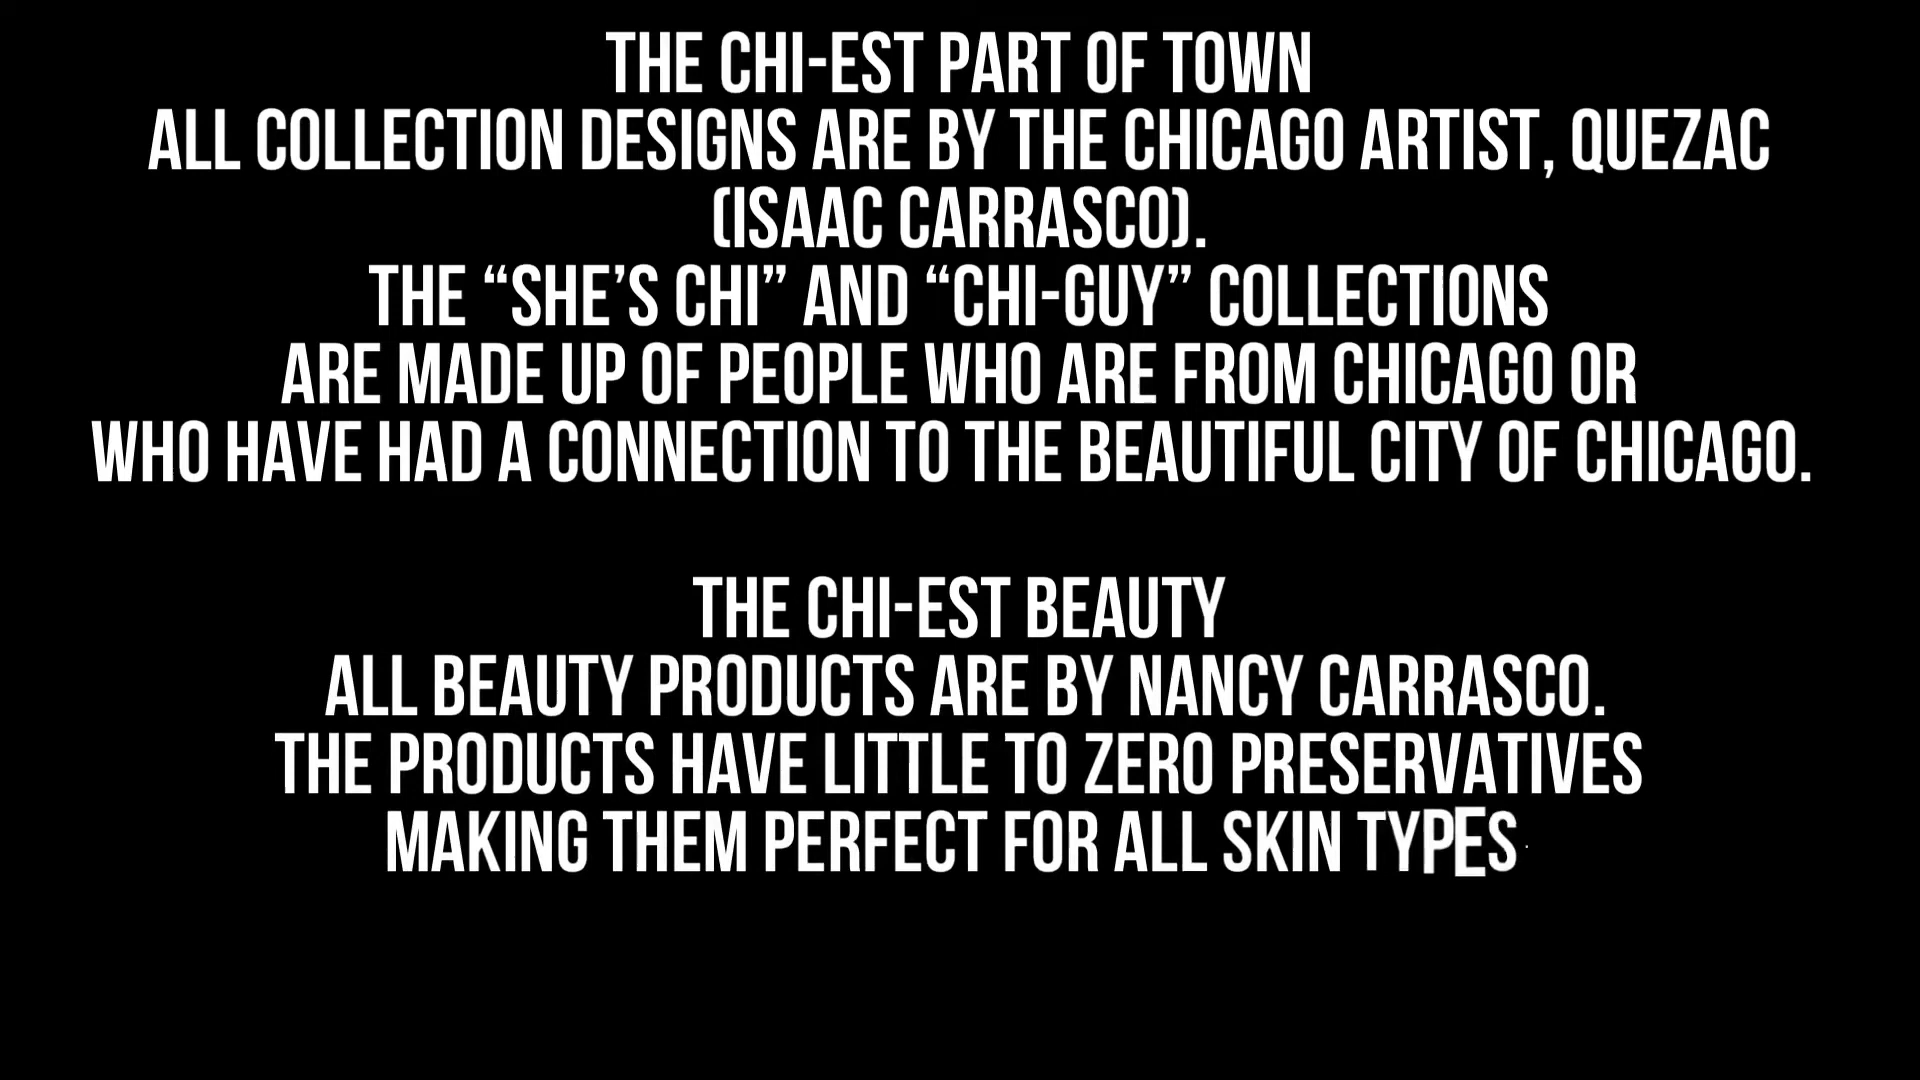 THE CHI-EST PART OF TOWN
ALL COLLECTION DESIGNS ARE BY THE CHICAGO ARTIST, QUEZAC
(ISAAC CARRASCO).
THE “SHE’S CHI” AND “CHI-GUY” COLLECTIONS
ARE MADE UP OF PEOPLE WHO ARE FROM CHICAGO OR
WHO HAVE HAD A CONNECTION TO THE BEAUTIFUL CITY OF CHICAGO.
THE CHI-EST BEAUTY
ALL BEAUTY PRODUCTS ARE BY NANCY CARRASCO.
THE PRODUCTS HAVE LITTLE TO ZERO PRESERVATIVES
MAKING THEM PERFECT FOR ALL SKIN TYPES.